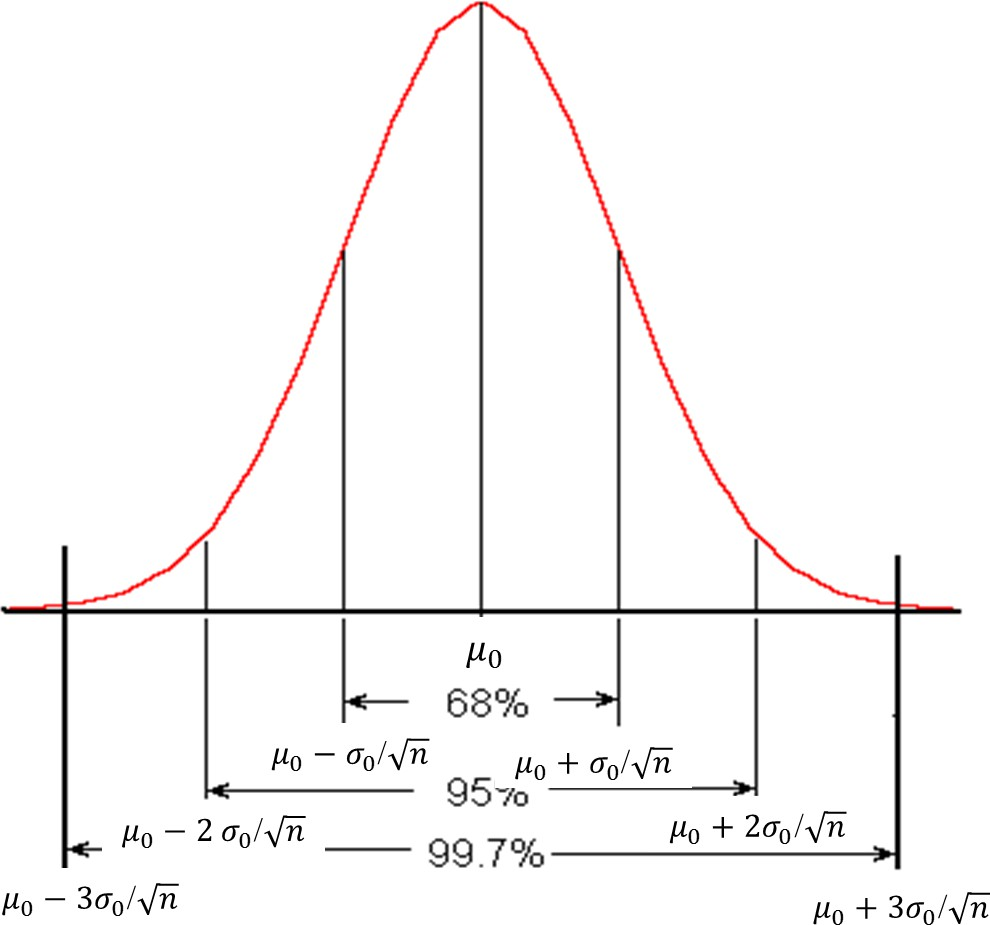 μ₀
68%
μ₀ − σ₀/√n
μ₀ + σ₀/√n
95%
μ₀ − 2 σ₀/√n
μ₀ + 2σ₀/√n
99.7%
μ₀ − 3σ₀/√n
μ₀ + 3σ₀/√n